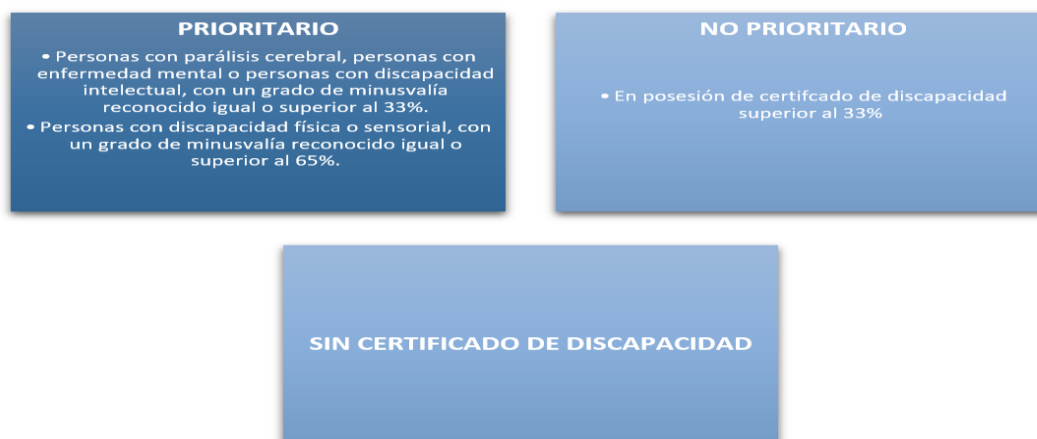 PRIORITARIO
• Personas con parálisis cerebral, personas con
enfermedad mental o personas con discapacidad
intelectual, con un grado de minusvalía
reconocido igual o superior al 33%.
• Personas con discapacidad física o sensorial, con
un grado de minusvalía reconocido igual o
superior al 65%.
NO PRIORITARIO
• En posesión de certifcado de discapacidad
superior al 33%
SIN CERTIFICADO DE DISCAPACIDAD